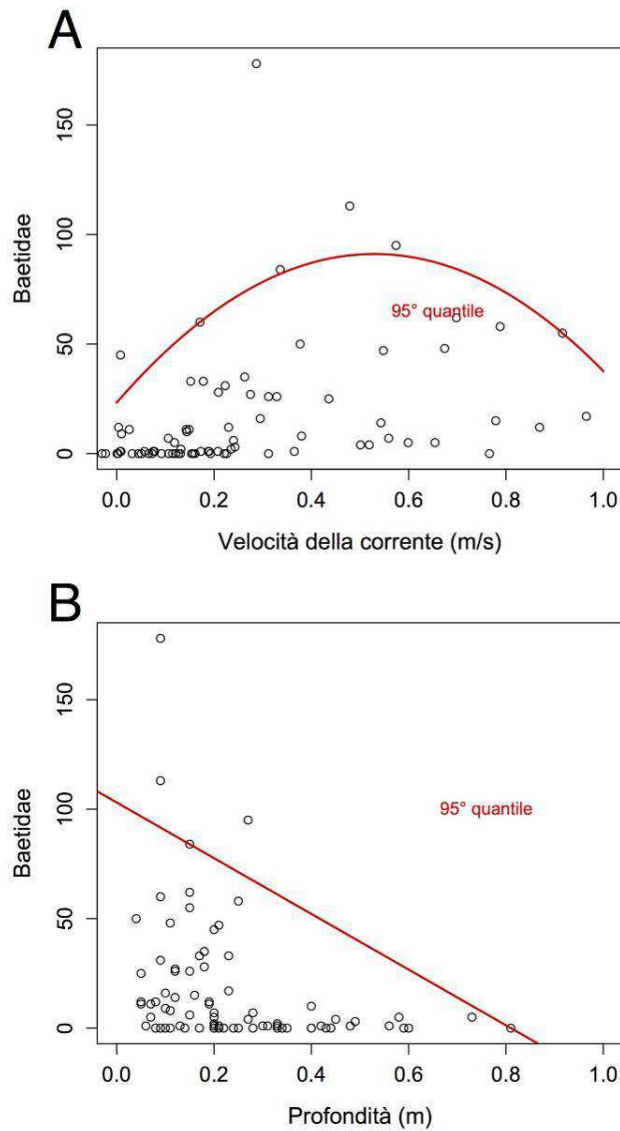 A
150
100
50
0
Baetidae
95° quantile
0.0 0.2 0.4 0.6 0.8 1.0
Velocità della corrente (m/s)
B
150
100
50
0
Baetidae
95° quantile
0.0 0.2 0.4 0.6 0.8 1.0
Profondità (m)